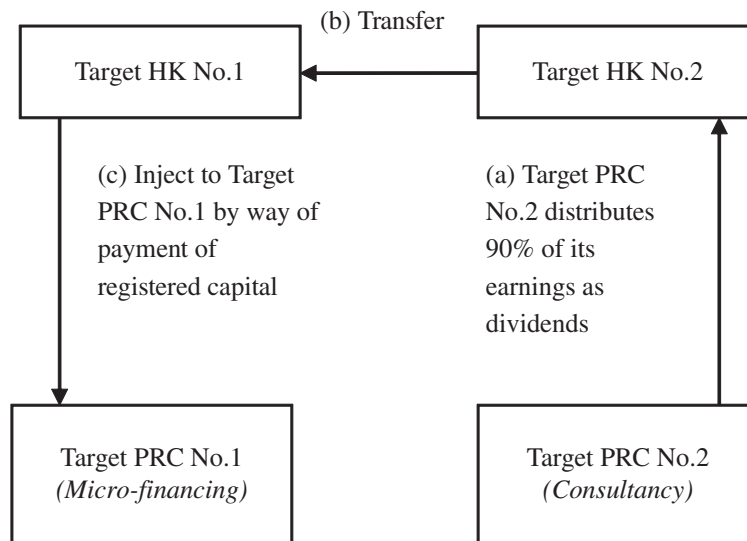 (b) Transfer
Target HK No.1
Target HK No.2
(c) Inject to Target
PRC No.1 by way of
payment of
registered capital
(a) Target PRC
No.2 distributes
90% of its
earnings as
dividends
Target PRC No.1
(Micro-financing)
Target PRC No.2
(Consultancy)